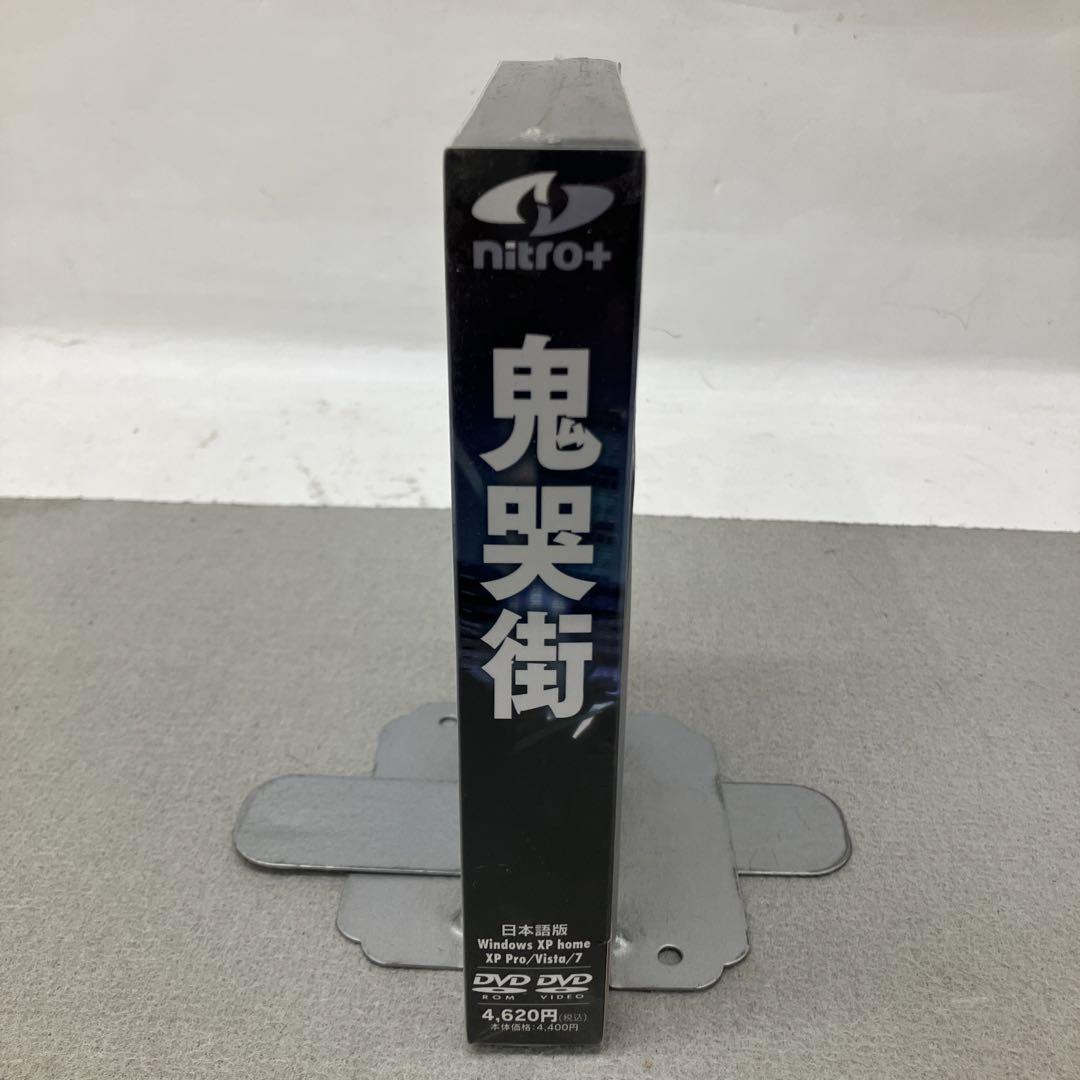 nitro+
鬼哭街
日本語版
Windows XP home
XP Pro/Vista/7
DVD DVD
ROM VIDEO
4,620円(税込)
本体価格:4,400円